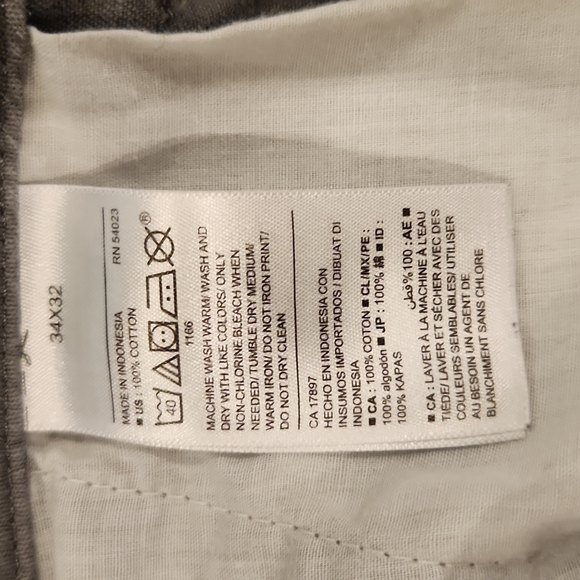 34X32
MADE IN INDONESIA RN 54023
■ US : 100% COTTON
40 ®
1166
MACHINE WASH WARM/ WASH AND
DRY WITH LIKE COLORS/ ONLY
NON-CHLORINE BLEACH WHEN
NEEDED/TUMBLE DRY MEDIUM/
WARM IRON/ DO NOT IRON PRINT/
DO NOT DRY CLEAN
CA 17897
HECHO EN INDONESIA CON
INSUMOS IMPORTADOS / DIBUAT DI
INDONESIA
■ CA : 100% COTON ■ CL/MX/PE :
100% algodón ■ JP : 100% 綿 ■ ID :
100% KAPAS
قطن %100 : AE ■
■ CA : LAVER À LA MACHINE À L'EAU
TIÈDE/ LAVER ET SÉCHER AVEC DES
COULEURS SEMBLABLES/ UTILISER
AU BESOIN UN AGENT DE
BLANCHIMENT SANS CHLORE